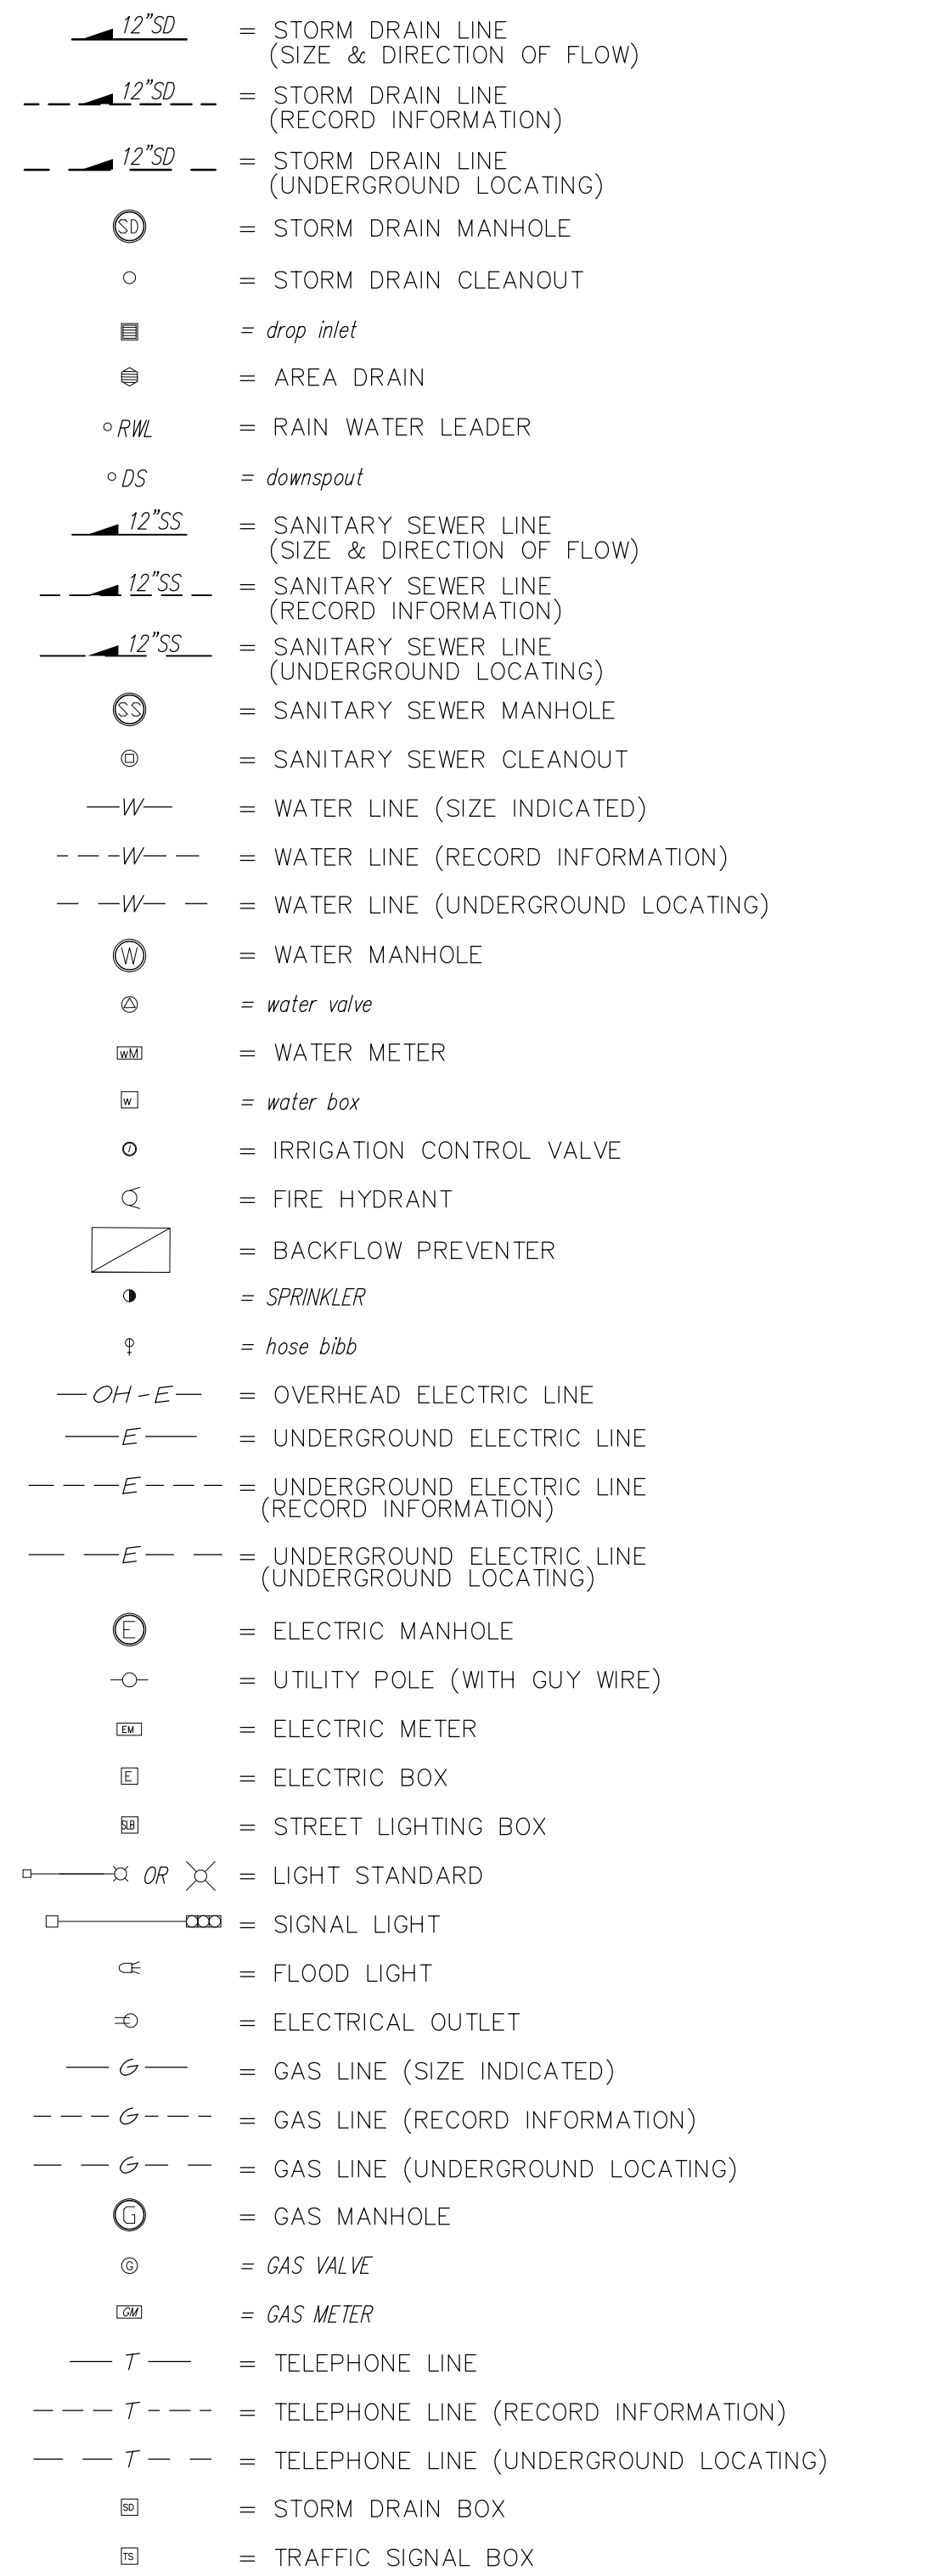 12"SD = STORM DRAIN LINE
(SIZE & DIRECTION OF FLOW)
12"SD = STORM DRAIN LINE
(RECORD INFORMATION)
12"SD = STORM DRAIN LINE
(UNDERGROUND LOCATING)
SD = STORM DRAIN MANHOLE
= STORM DRAIN CLEANOUT
= drop inlet
= AREA DRAIN
RWL = RAIN WATER LEADER
DS = downspout
12"SS = SANITARY SEWER LINE
(SIZE & DIRECTION OF FLOW)
12"SS = SANITARY SEWER LINE
(RECORD INFORMATION)
12"SS = SANITARY SEWER LINE
(UNDERGROUND LOCATING)
SS = SANITARY SEWER MANHOLE
= SANITARY SEWER CLEANOUT
W = WATER LINE (SIZE INDICATED)
W = WATER LINE (RECORD INFORMATION)
W = WATER LINE (UNDERGROUND LOCATING)
W = WATER MANHOLE
= water valve
WM = WATER METER
W = water box
I = IRRIGATION CONTROL VALVE
= FIRE HYDRANT
= BACKFLOW PREVENTER
= SPRINKLER
= hose bibb
OH-E = OVERHEAD ELECTRIC LINE
E = UNDERGROUND ELECTRIC LINE
E = UNDERGROUND ELECTRIC LINE
(RECORD INFORMATION)
E = UNDERGROUND ELECTRIC LINE
(UNDERGROUND LOCATING)
E = ELECTRIC MANHOLE
= UTILITY POLE (WITH GUY WIRE)
EM = ELECTRIC METER
E = ELECTRIC BOX
SLB = STREET LIGHTING BOX
OR = LIGHT STANDARD
= SIGNAL LIGHT
= FLOOD LIGHT
= ELECTRICAL OUTLET
G = GAS LINE (SIZE INDICATED)
G = GAS LINE (RECORD INFORMATION)
G = GAS LINE (UNDERGROUND LOCATING)
G = GAS MANHOLE
G = GAS VALVE
GM = GAS METER
T = TELEPHONE LINE
T = TELEPHONE LINE (RECORD INFORMATION)
T = TELEPHONE LINE (UNDERGROUND LOCATING)
SD = STORM DRAIN BOX
TS = TRAFFIC SIGNAL BOX